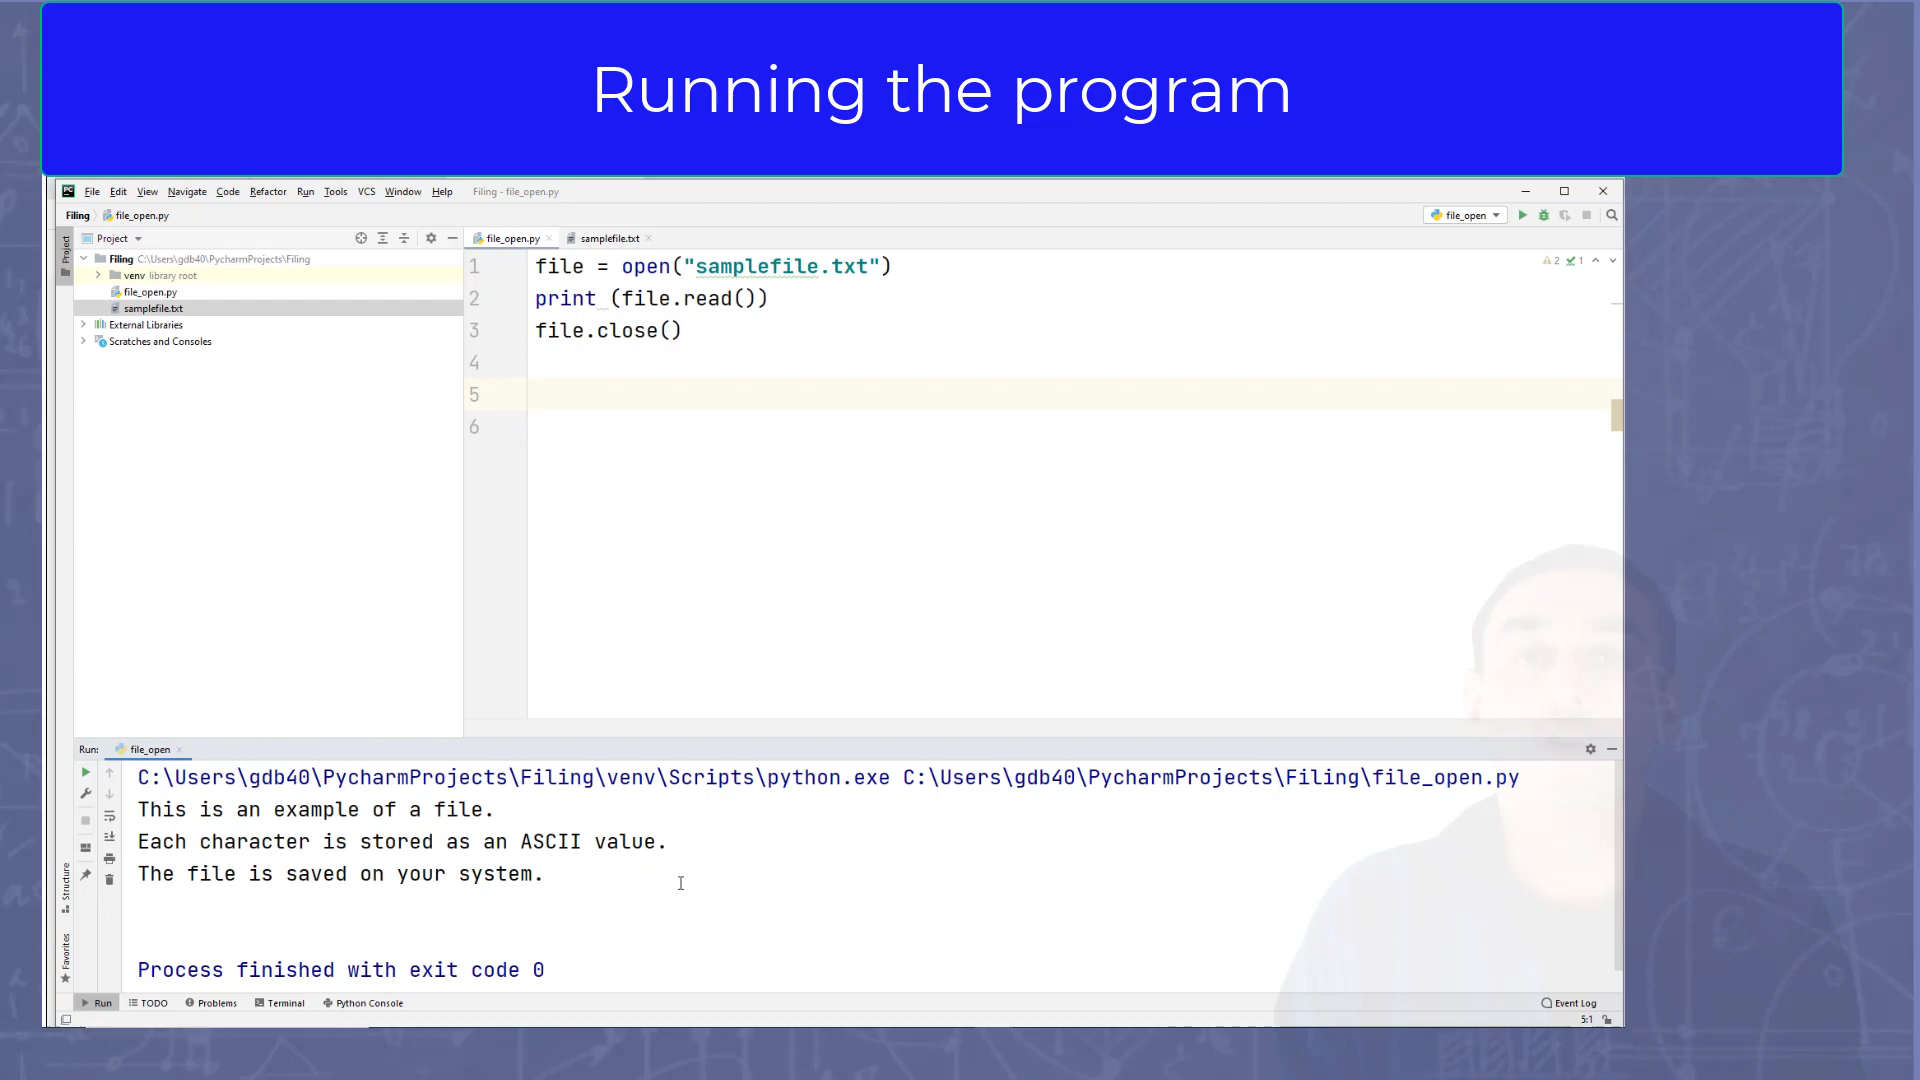 Running the program
File Edit View Navigate Code Refactor Run Tools VCS Window Help Filing - file_open.py
Filing file_open.py
file_open
Project
Project
file_open.py
samplefile.txt
Filing C:\Users\gdb40\PycharmProjects\Filing
venv library root
file_open.py
samplefile.txt
External Libraries
Scratches and Consoles
1 file = open("samplefile.txt")
2 print (file.read())
3 file.close()
4
5
6
2 1
Run: file_open
C:\Users\gdb40\PycharmProjects\Filing\venv\Scripts\python.exe C:\Users\gdb40\PycharmProjects\Filing\file_open.py
This is an example of a file.
Each character is stored as an ASCII value.
The file is saved on your system.
Process finished with exit code 0
Structure
Favorites
Run TODO Problems Terminal Python Console
Event Log
5:1